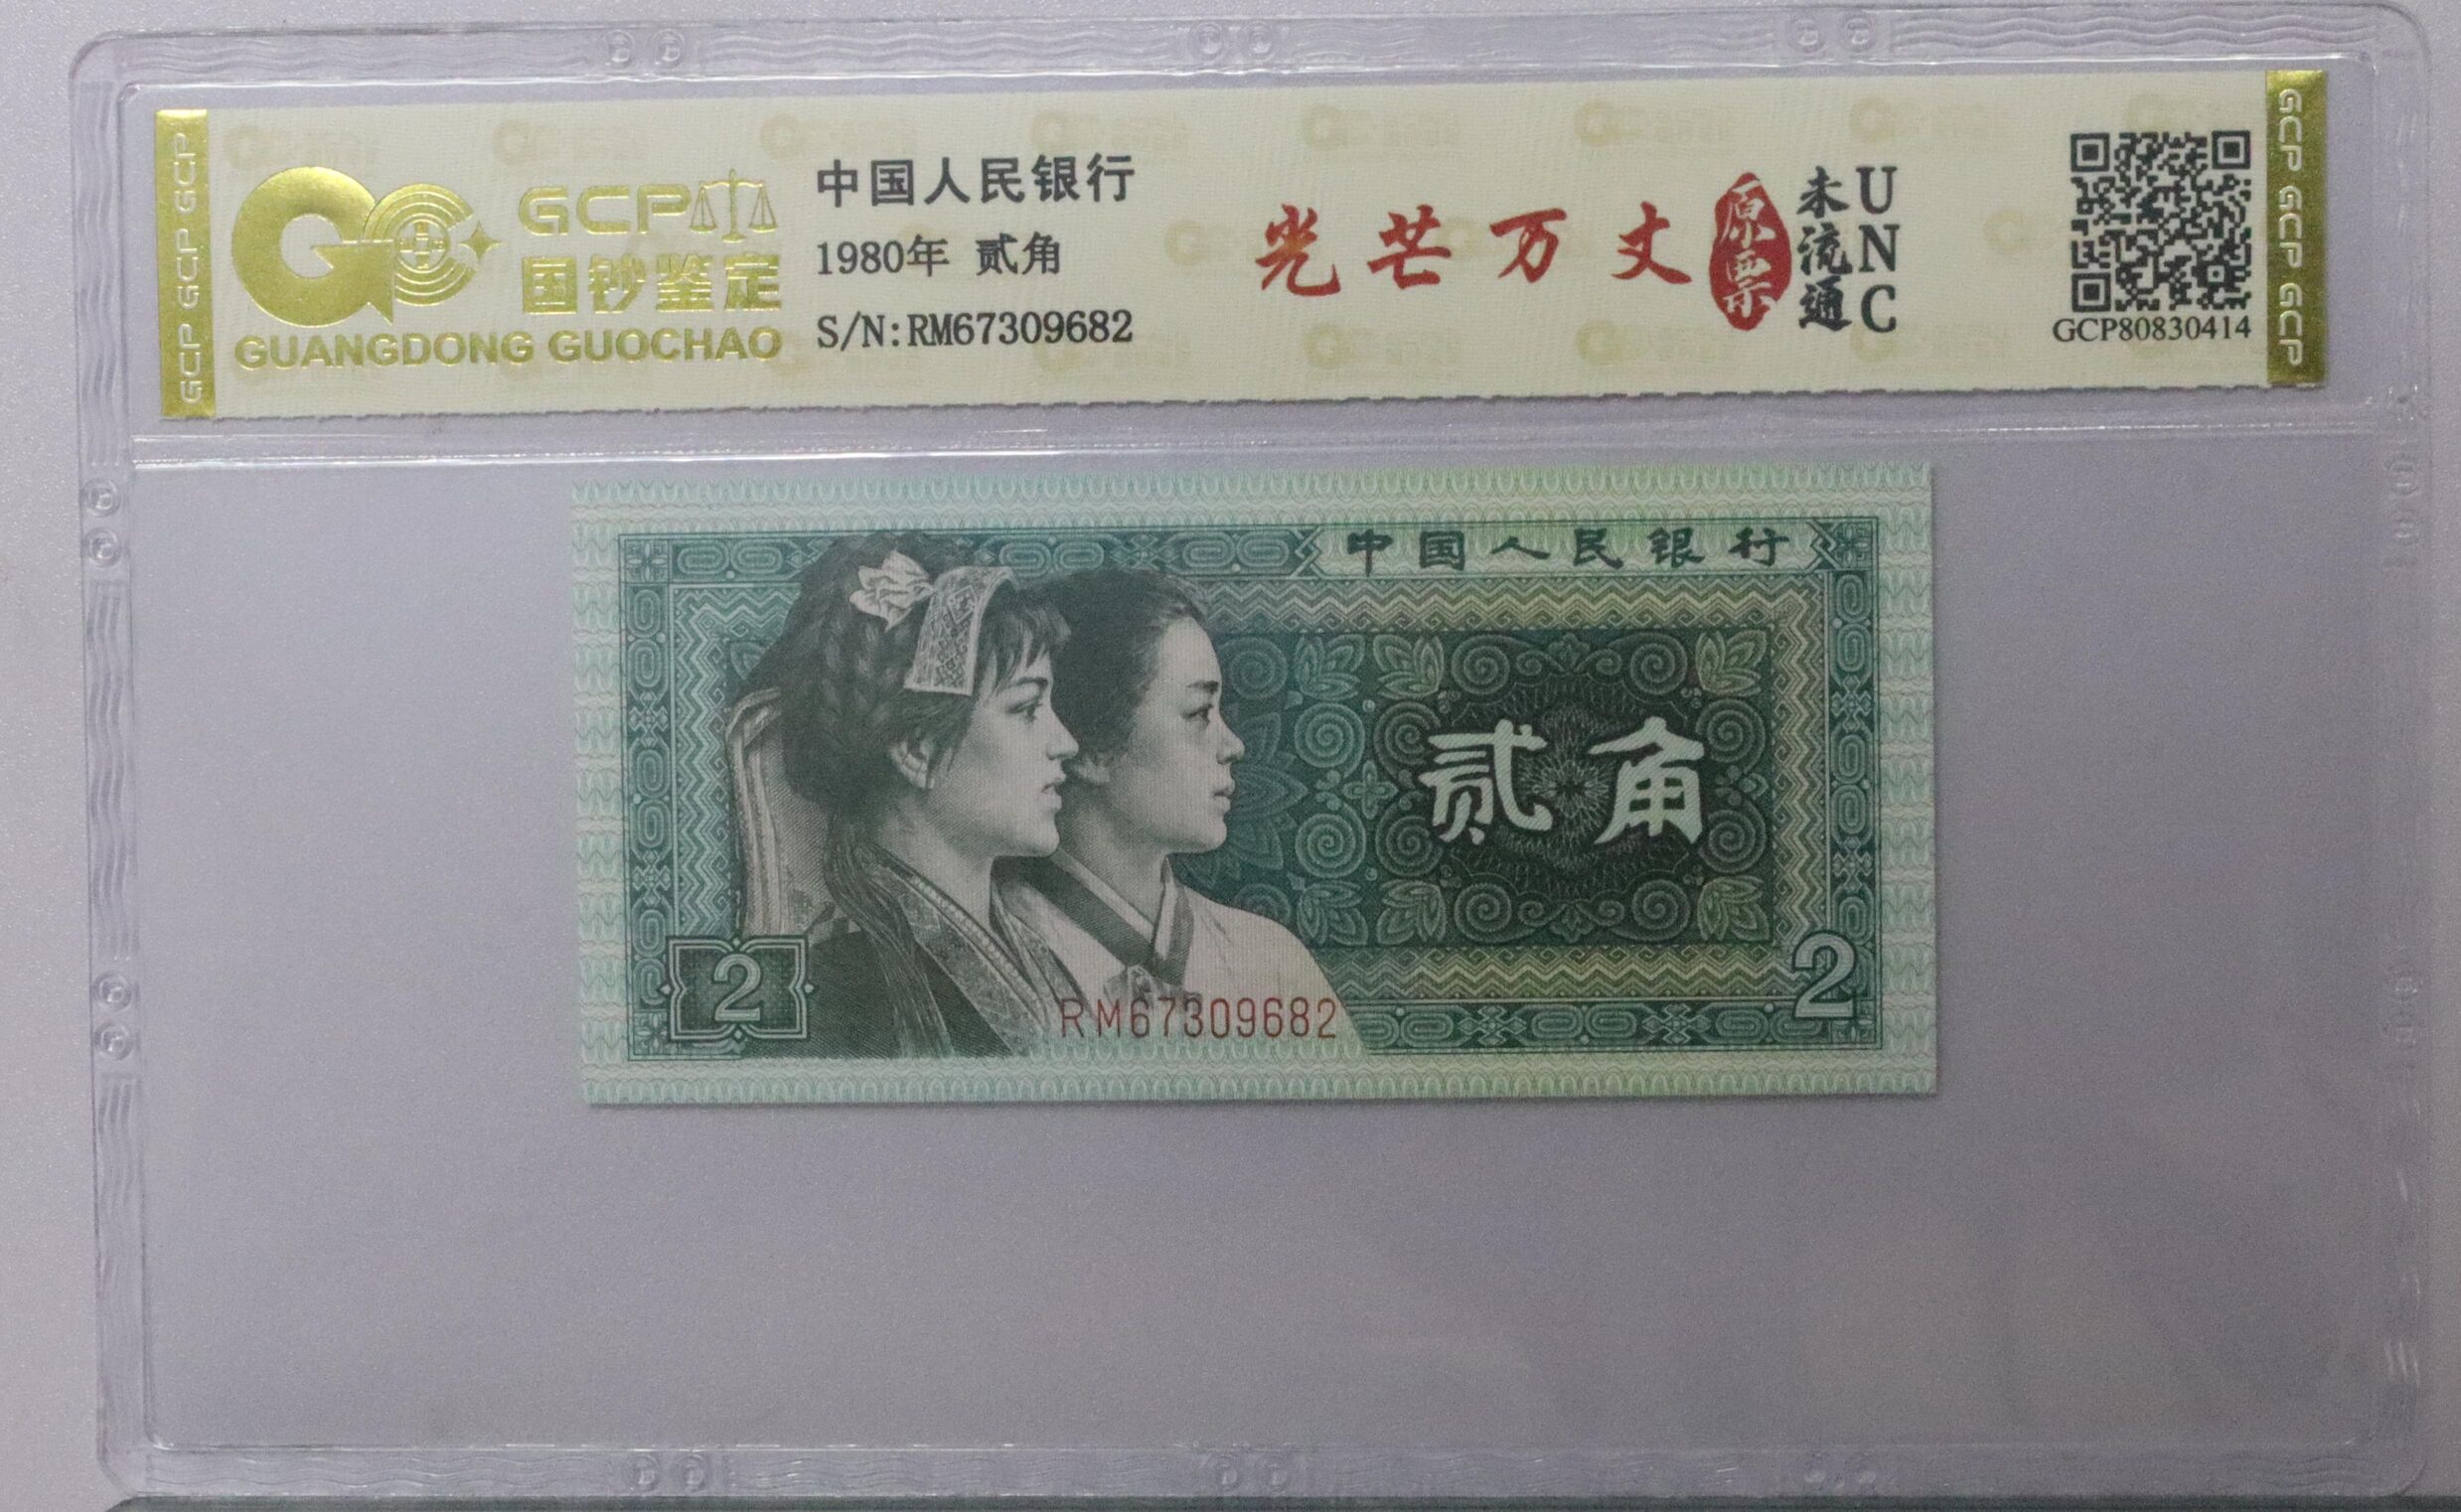 GCP GCP GCP
GCP
国钞鉴定
GUANGDONG GUOCHAO
中国人民银行
1980年 贰角
S/N:RM67309682
光芒万丈
原票
未流通
UNC
GCP80830414
GCP GCP GCP
中国人民银行
贰角
2
2
RM67309682